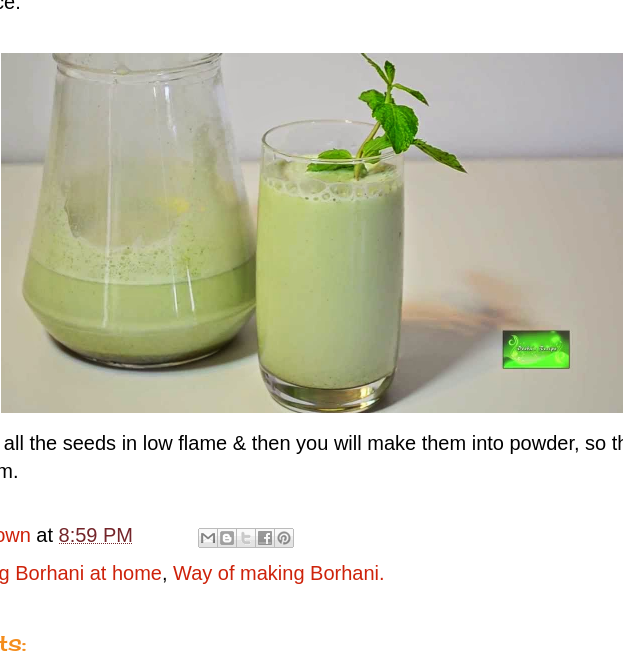 ce.
all the seeds in low flame & then you will make them into powder, so th
m.
own at 8:59 PM
g Borhani at home, Way of making Borhani.
ts: